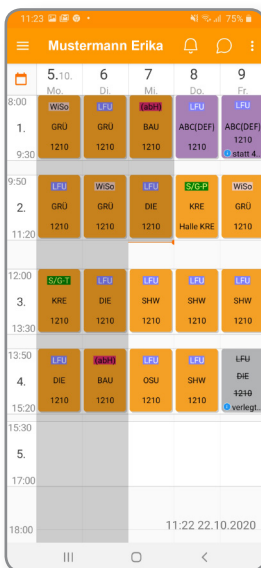 11:23
75%
Mustermann Erika
5.10. 6 7 8 9
Mo. Di. Mi. Do. Fr.
8:00
WiSo LFU (abH) LFU LFU
1. GRÜ GRÜ BAU ABC(DEF) ABC(DEF)
1210 1210 1210 1210 1210
9:30 statt 4..
9:50
LFU WiSo LFU S/G-P WiSo
2. GRÜ GRÜ DIE KRE GRÜ
1210 1210 1210 Halle KRE 1210
11:20
12:00
S/G-T LFU LFU LFU LFU
3. KRE DIE SHW SHW SHW
1210 1210 1210 1210 1210
13:30
13:50
LFU (abH) LFU LFU LFU
4. DIE BAU OSU SHW DIE
1210 1210 1210 1210 1210
15:20 verlegt..
15:30
5.
17:00
18:00
11:22 22.10.2020